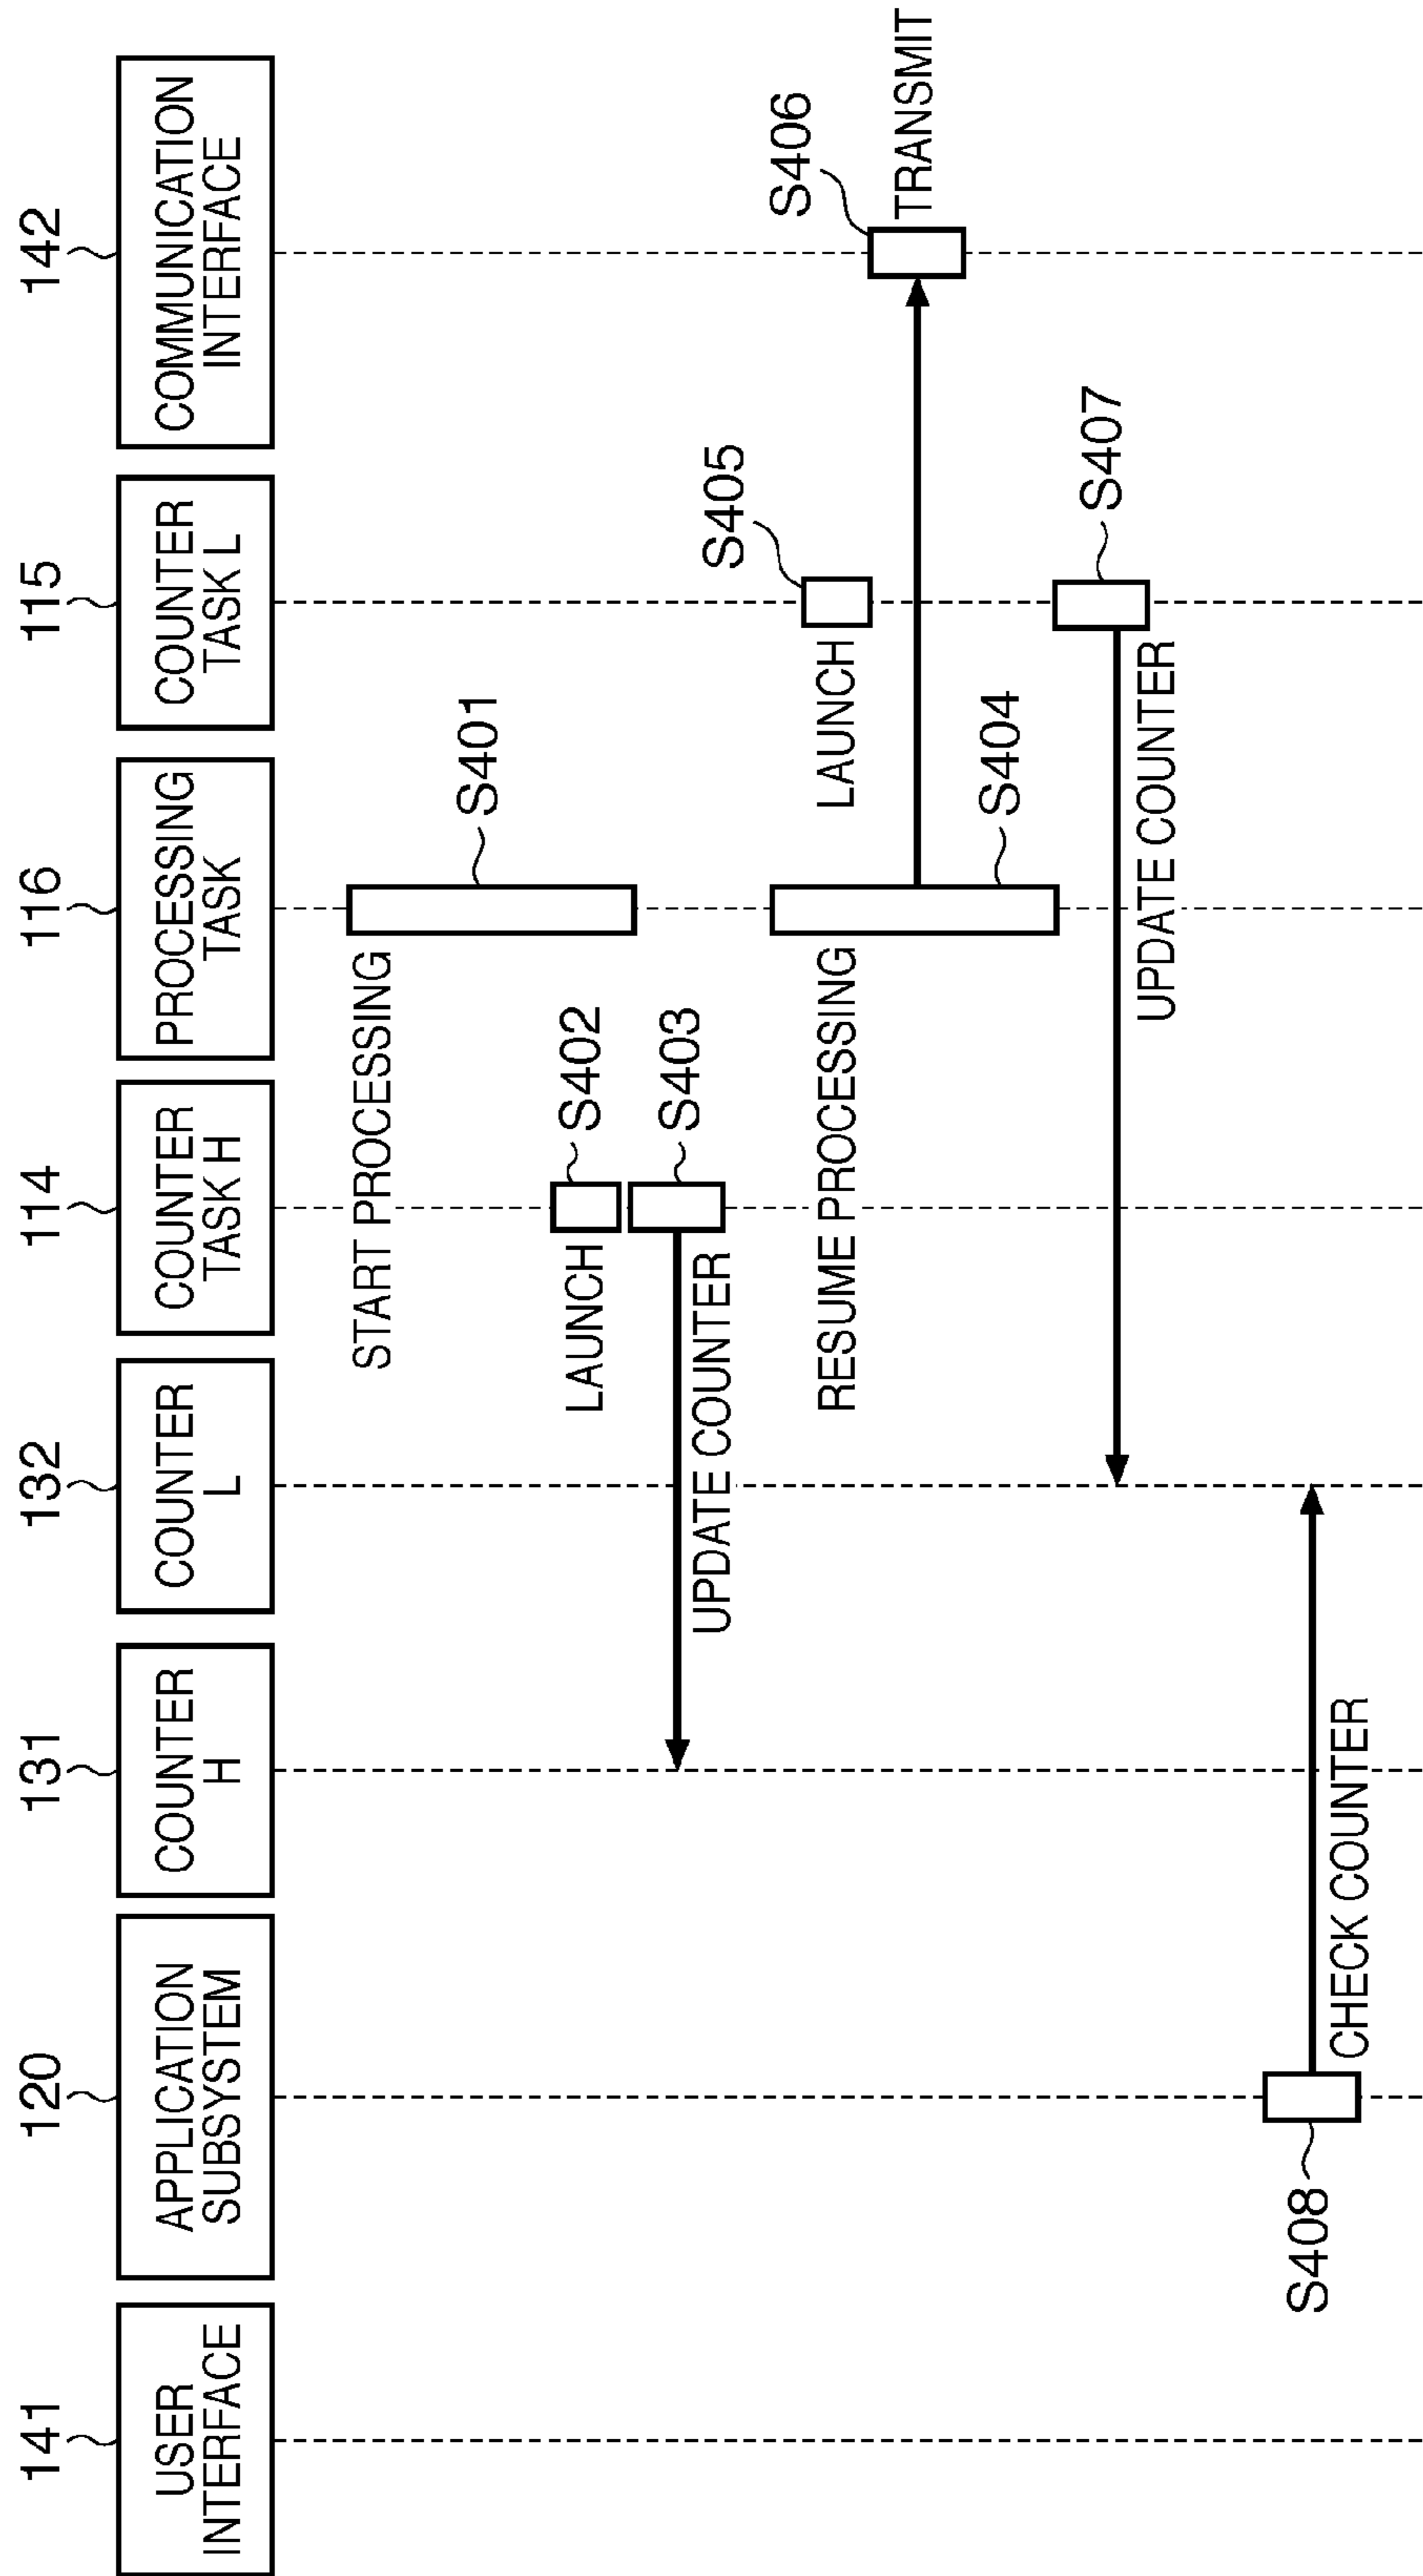 141
120
131
132
114
116
115
142
USER
INTERFACE
APPLICATION
SUBSYSTEM
COUNTER
H
COUNTER
L
COUNTER
TASK H
PROCESSING
TASK
COUNTER
TASK L
COMMUNICATION
INTERFACE
START PROCESSING
S401
LAUNCH
S402
S403
UPDATE COUNTER
RESUME PROCESSING
LAUNCH
S405
S406
TRANSMIT
S404
S407
UPDATE COUNTER
S408
CHECK COUNTER